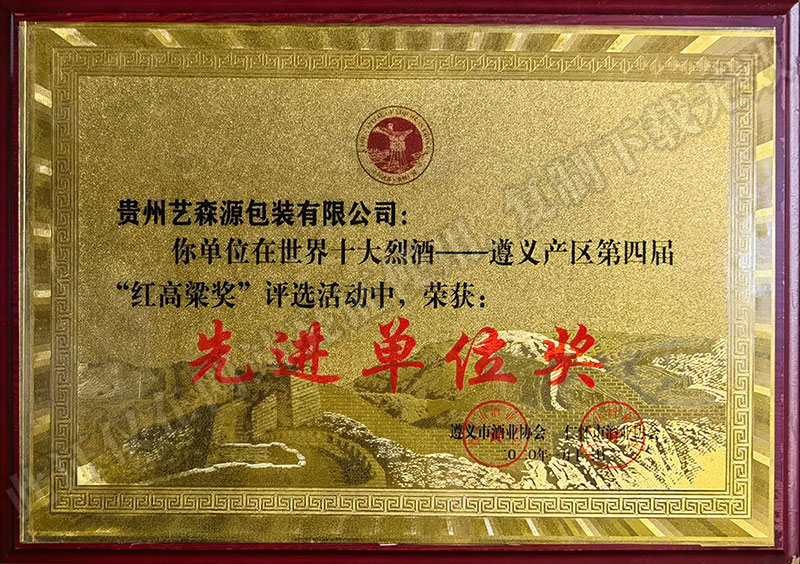 贵州艺森源包装有限公司：
你单位在世界十大烈酒——遵义产区第四届
“红高粱奖”评选活动中，荣获：
先进单位奖
遵义市酒业协会